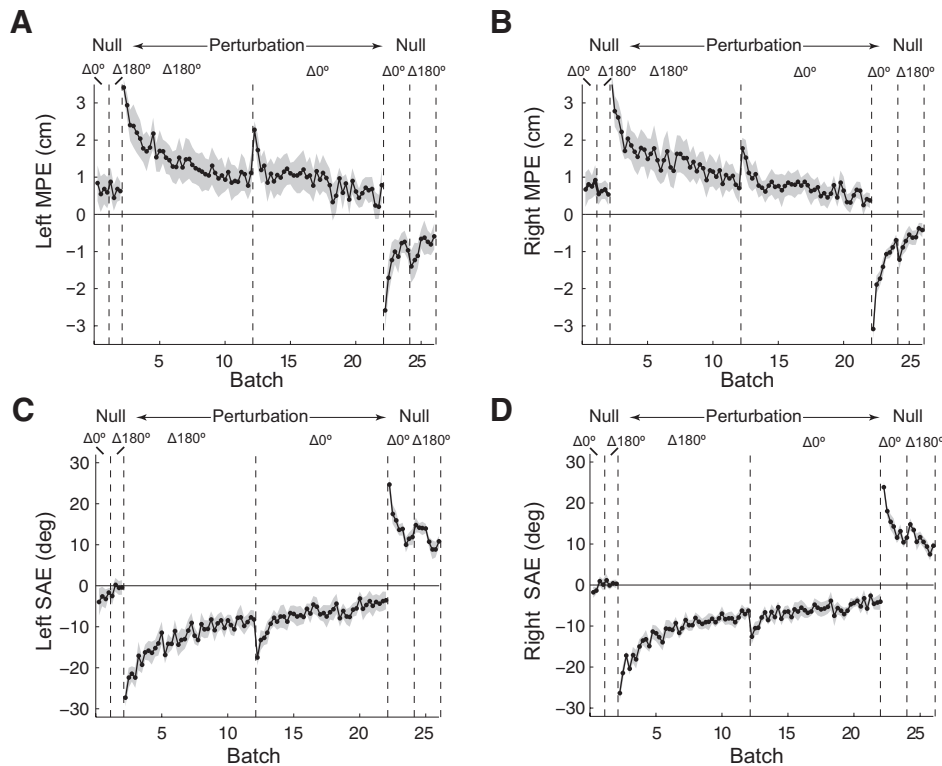 A
Null Perturbation Null
Δ0º Δ180º Δ180º Δ0º Δ0º Δ180º
Left MPE (cm)
3
2
1
0
−1
−2
−3
5 10 15 20 25
Batch
B
Null Perturbation Null
Δ0º Δ180º Δ180º Δ0º Δ0º Δ180º
Right MPE (cm)
3
2
1
0
−1
−2
−3
5 10 15 20 25
Batch
C
Null Perturbation Null
Δ0º Δ180º Δ180º Δ0º Δ0º Δ180º
Left SAE (deg)
30
20
10
0
−10
−20
−30
5 10 15 20 25
Batch
D
Null Perturbation Null
Δ0º Δ180º Δ180º Δ0º Δ0º Δ180º
Right SAE (deg)
30
20
10
0
−10
−20
−30
5 10 15 20 25
Batch